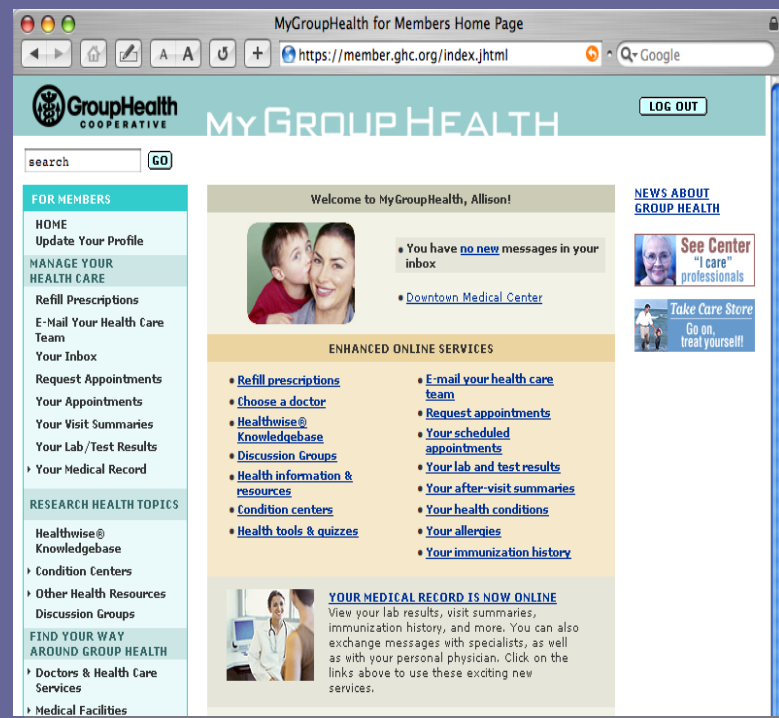 MyGroupHealth for Members Home Page
A A
https://member.ghc.org/index.jhtml
Q Google
GroupHealth
COOPERATIVE
MY GROUP HEALTH
LOG OUT
search
GO
FOR MEMBERS
HOME
Update Your Profile
MANAGE YOUR
HEALTH CARE
Refill Prescriptions
E-Mail Your Health Care
Team
Your Inbox
Request Appointments
Your Appointments
Your Visit Summaries
Your Lab/Test Results
Your Medical Record
RESEARCH HEALTH TOPICS
Healthwise®
Knowledgebase
Condition Centers
Other Health Resources
Discussion Groups
FIND YOUR WAY
AROUND GROUP HEALTH
Doctors & Health Care
Services
Medical Facilities
Welcome to MyGroupHealth, Allison!
• You have no new messages in your
inbox
• Downtown Medical Center
ENHANCED ONLINE SERVICES
• Refill prescriptions
• Choose a doctor
• Healthwise®
Knowledgebase
• Discussion Groups
• Health information &
resources
• Condition centers
• Health tools & quizzes
• E-mail your health care
team
• Request appointments
• Your scheduled
appointments
• Your lab and test results
• Your after-visit summaries
• Your health conditions
• Your allergies
• Your immunization history
YOUR MEDICAL RECORD IS NOW ONLINE
View your lab results, visit summaries,
immunization history, and more. You can also
exchange messages with specialists, as well
as with your personal physician. Click on the
links above to use these exciting new
services.
NEWS ABOUT
GROUP HEALTH
See Center
"I care"
professionals
Take Care Store
Go on,
treat yourself!